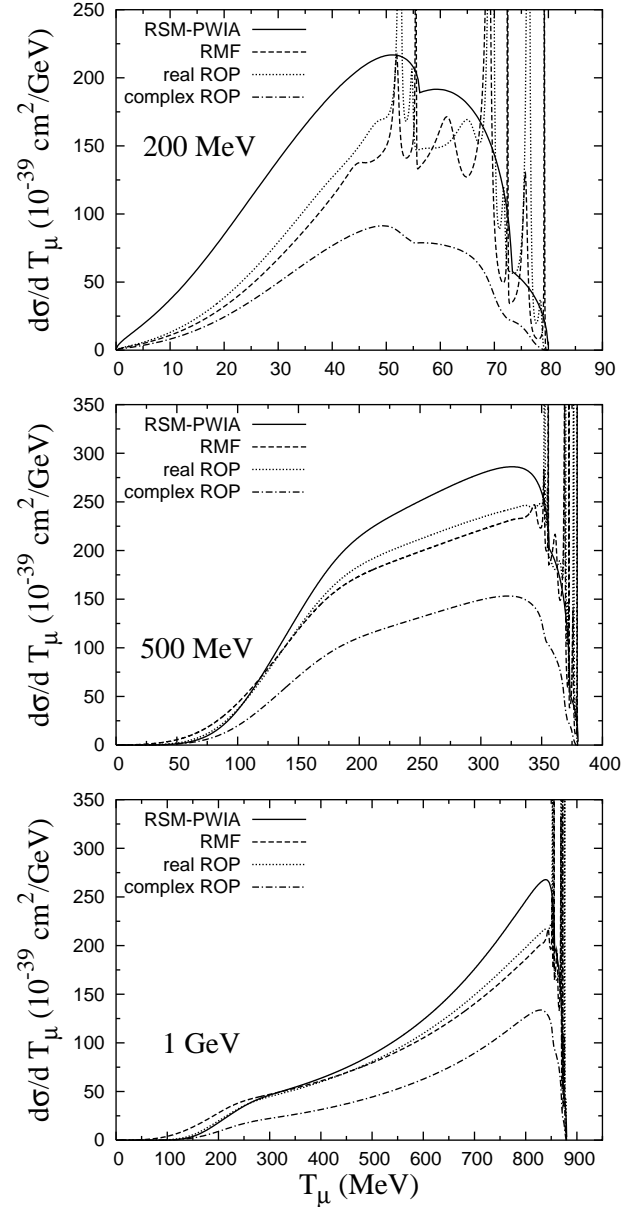 dσ/d T_μ (10^-39 cm^2/GeV)
250
200
150
100
50
0
RSM-PWIA
RMF
real ROP
complex ROP
200 MeV
0 10 20 30 40 50 60 70 80 90
dσ/d T_μ (10^-39 cm^2/GeV)
350
300
250
200
150
100
50
0
RSM-PWIA
RMF
real ROP
complex ROP
500 MeV
0 50 100 150 200 250 300 350 400
dσ/d T_μ (10^-39 cm^2/GeV)
350
300
250
200
150
100
50
0
RSM-PWIA
RMF
real ROP
complex ROP
1 GeV
0 100 200 300 400 500 600 700 800 900
T_μ (MeV)